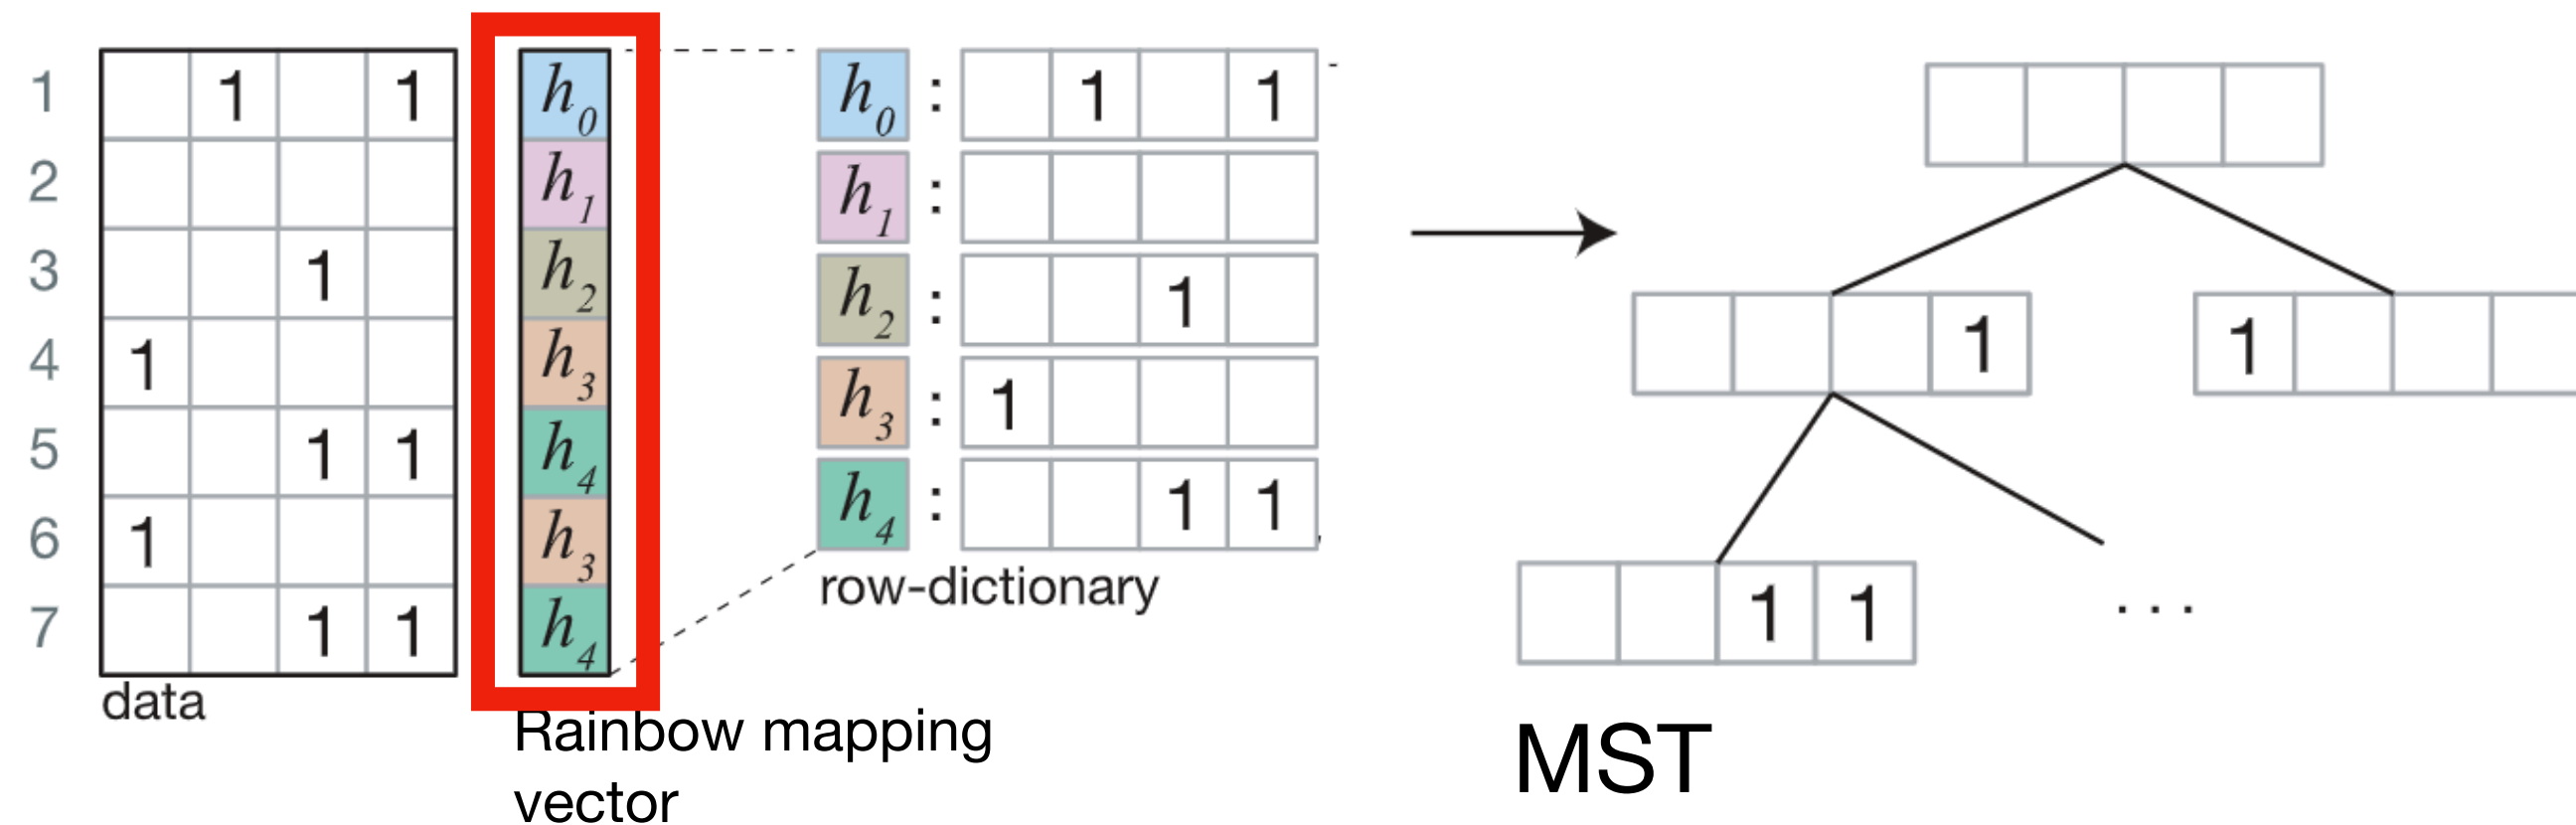 1 1 1 h0 h0 : 1 1
2 h1 h1 :
3 1 h2 h2 : 1
4 1 h3 h3 : 1
5 1 1 h4 h4 : 1 1
6 1 h3
7 1 1 h4
data
Rainbow mapping
vector
row-dictionary
1
1
1 1
. . .
MST